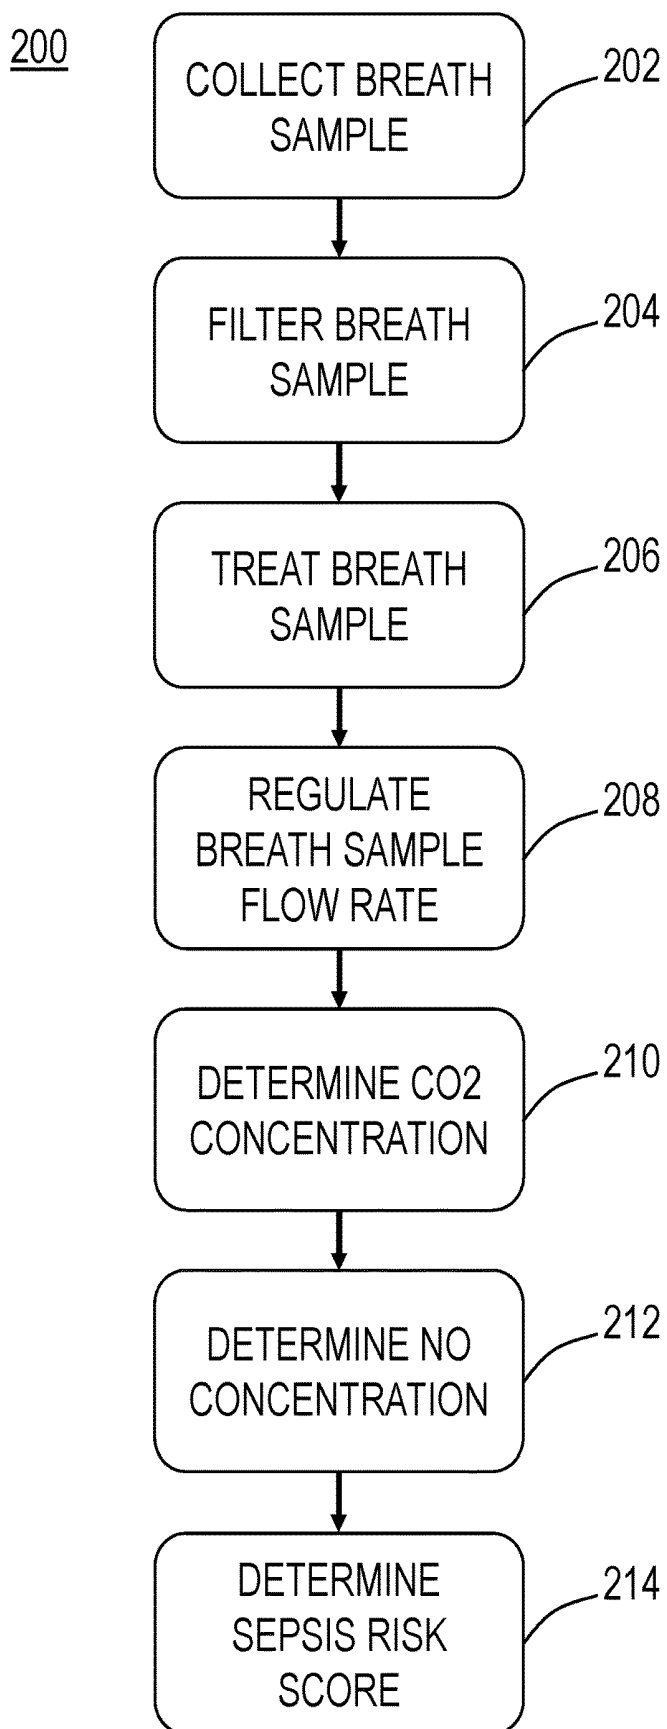 200
COLLECT BREATH
SAMPLE
202
FILTER BREATH
SAMPLE
204
TREAT BREATH
SAMPLE
206
REGULATE
BREATH SAMPLE
FLOW RATE
208
DETERMINE CO2
CONCENTRATION
210
DETERMINE NO
CONCENTRATION
212
DETERMINE
SEPSIS RISK
SCORE
214